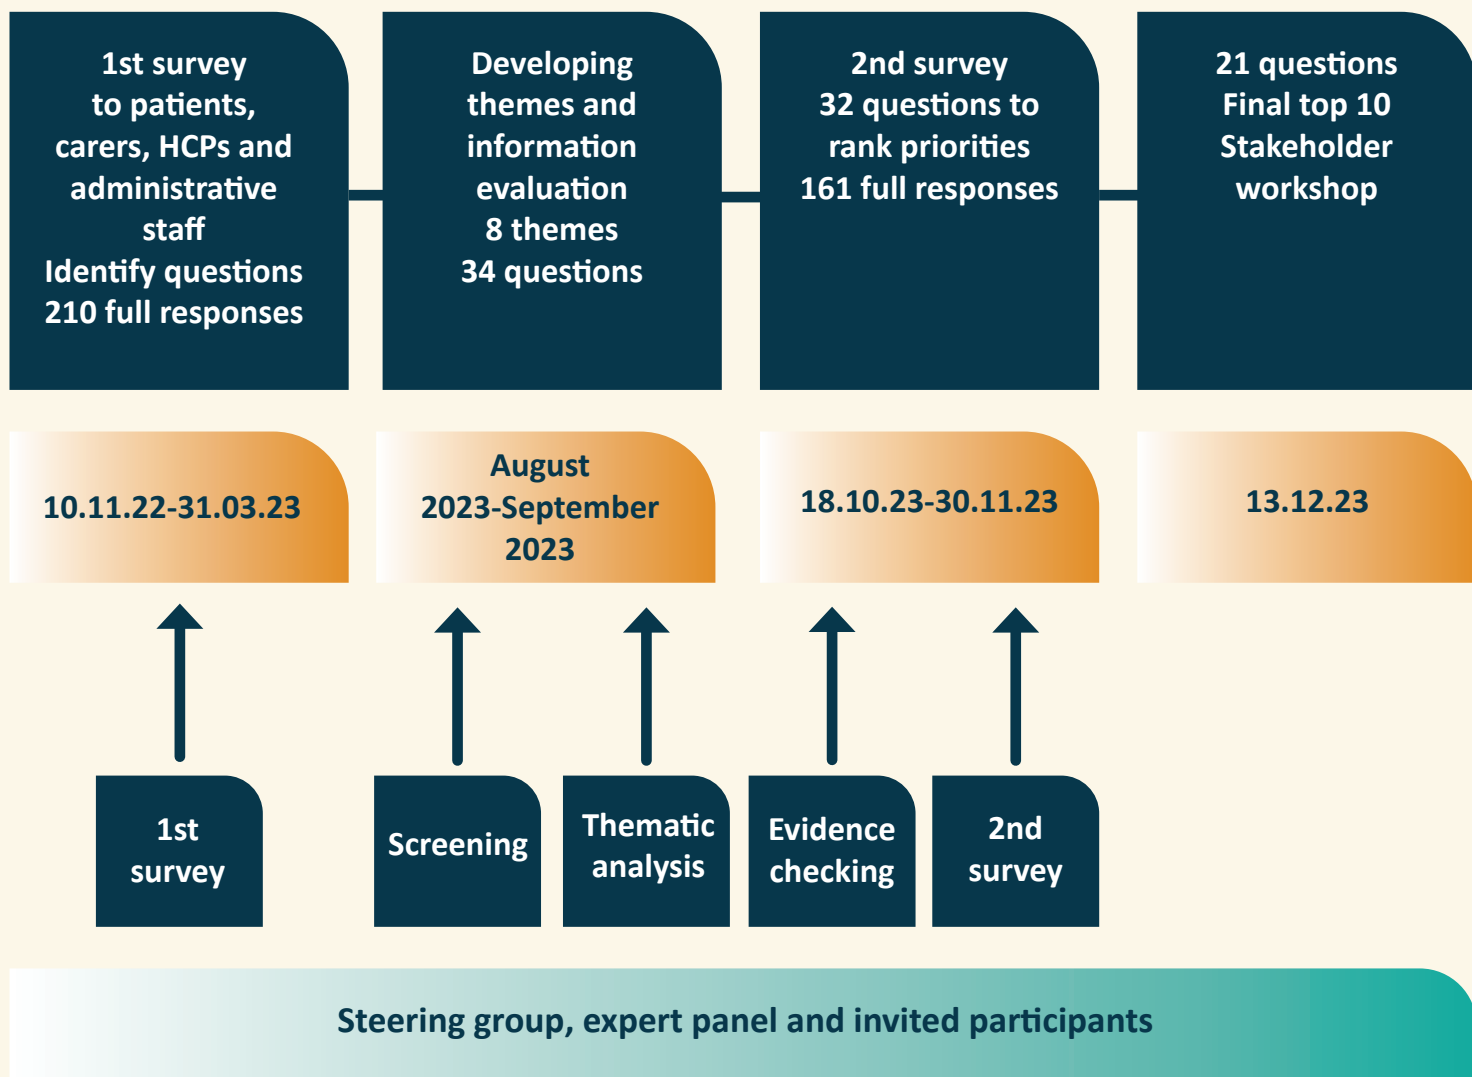 1st survey
to patients,
carers, HCPs and
administrative
staff
Identify questions
210 full responses
Developing
themes and
information
evaluation
8 themes
34 questions
2nd survey
32 questions to
rank priorities
161 full responses
21 questions
Final top 10
Stakeholder
workshop
10.11.22-31.03.23
August
2023-September
2023
18.10.23-30.11.23
13.12.23
1st
survey
Screening
Thematic
analysis
Evidence
checking
2nd
survey
Steering group, expert panel and invited participants